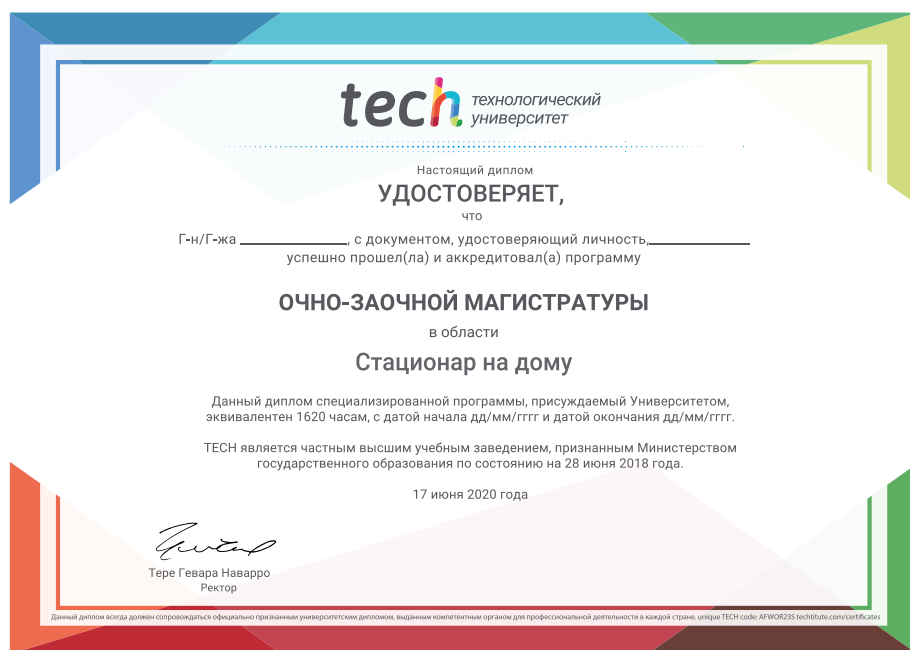 tech технологический
университет
Настоящий диплом
УДОСТОВЕРЯЕТ,
что
Г-н/Г-жа ______________, с документом, удостоверяющий личность,______________
успешно прошел(ла) и аккредитовал(а) программу
ОЧНО-ЗАОЧНОЙ МАГИСТРАТУРЫ
в области
Стационар на дому
Данный диплом специализированной программы, присуждаемый Университетом,
эквивалентен 1620 часам, с датой начала дд/мм/гггг и датой окончания дд/мм/гггг.
TECH является частным высшим учебным заведением, признанным Министерством
государственного образования по состоянию на 28 июня 2018 года.
17 июня 2020 года
Тере Гевара Наварро
Ректор
Данный диплом всегда должен сопровождаться официально признанным университетским дипломом, выданным компетентным органом для профессиональной деятельности в каждой стране. unique TECH code: AFWOR23S techtitute.com/certificates